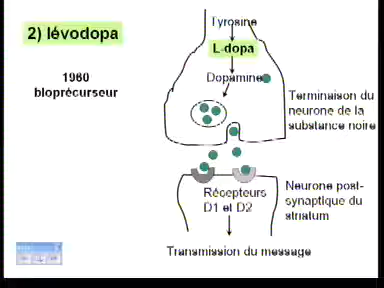 2) lévodopa
1960
bioprécurseur
Tyrosine
L-dopa
Dopamine
Terminaison du
neurone de la
substance noire
Récepteurs
D1 et D2
Neurone post-
synaptique du
striatum
Transmission du message